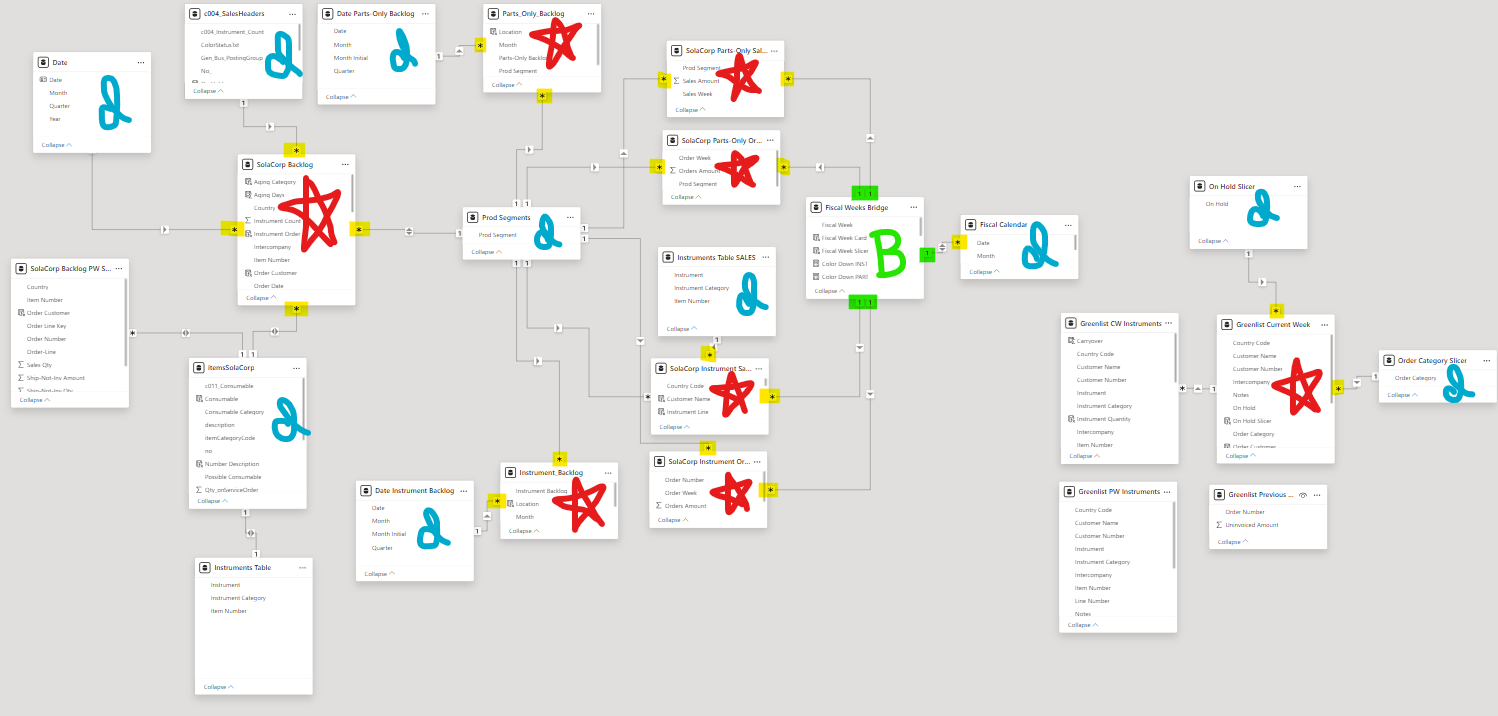 c004_SalesHeaders
c004_Instrument_Count
ColorStatus.txt
Gen_Bus_PostingGroup
No_
Collapse
d
Date Parts-Only Backlog
Date
Month
Month Initial
Quarter
Collapse
d
Parts_Only_Backlog
Location
Month
Parts-Only Backlog
Prod Segment
Collapse
Date
Date
Month
Quarter
Year
Collapse
d
SolaCorp Parts-Only Sal...
Prod Segment
Sales Amount
Sales Week
Collapse
SolaCorp Parts-Only Or...
Order Week
Orders Amount
Prod Segment
Collapse
SolaCorp Backlog
Aging Category
Aging Days
Country
Instrument Count
Instrument Order
Intercompany
Item Number
Order Customer
Order Date
Collapse
Prod Segments
Prod Segment
Collapse
d
Fiscal Weeks Bridge
Fiscal Week
Fiscal Week Card
Fiscal Week Slicer
Color Down INST
Color Down PART
Collapse
B
Fiscal Calendar
Date
Month
Collapse
d
On Hold Slicer
On Hold
Collapse
d
SolaCorp Backlog PW S...
Country
Item Number
Order Customer
Order Line Key
Order Number
Order-Line
Sales Qty
Ship-Not-Inv Amount
Ship-Not-Inv Qty
Collapse
Instruments Table SALES
Instrument
Instrument Category
Item Number
Collapse
d
itemsSolaCorp
c011_Consumable
Consumable
Consumable Category
description
itemCategoryCode
no
Number Description
Possible Consumable
Qty_onServiceOrder
Collapse
d
SolaCorp Instrument Sa...
Country Code
Customer Name
Instrument Line
Collapse
Greenlist CW Instruments
Carryover
Country Code
Customer Name
Customer Number
Instrument
Instrument Category
Instrument Quantity
Intercompany
Item Number
Collapse
Greenlist Current Week
Country Code
Customer Name
Customer Number
Intercompany
Notes
On Hold
On Hold Slicer
Order Category
Order Customer
Collapse
Order Category Slicer
Order Category
Collapse
d
SolaCorp Instrument Or...
Order Number
Order Week
Orders Amount
Collapse
Instrument_Backlog
Instrument Backlog
Location
Month
Collapse
Date Instrument Backlog
Date
Month
Month Initial
Quarter
Collapse
d
Greenlist PW Instruments
Country Code
Customer Name
Customer Number
Instrument
Instrument Category
Intercompany
Item Number
Line Number
Notes
Collapse
Greenlist Previous ...
Order Number
Uninvoiced Amount
Collapse
Instruments Table
Instrument
Instrument Category
Item Number
Collapse